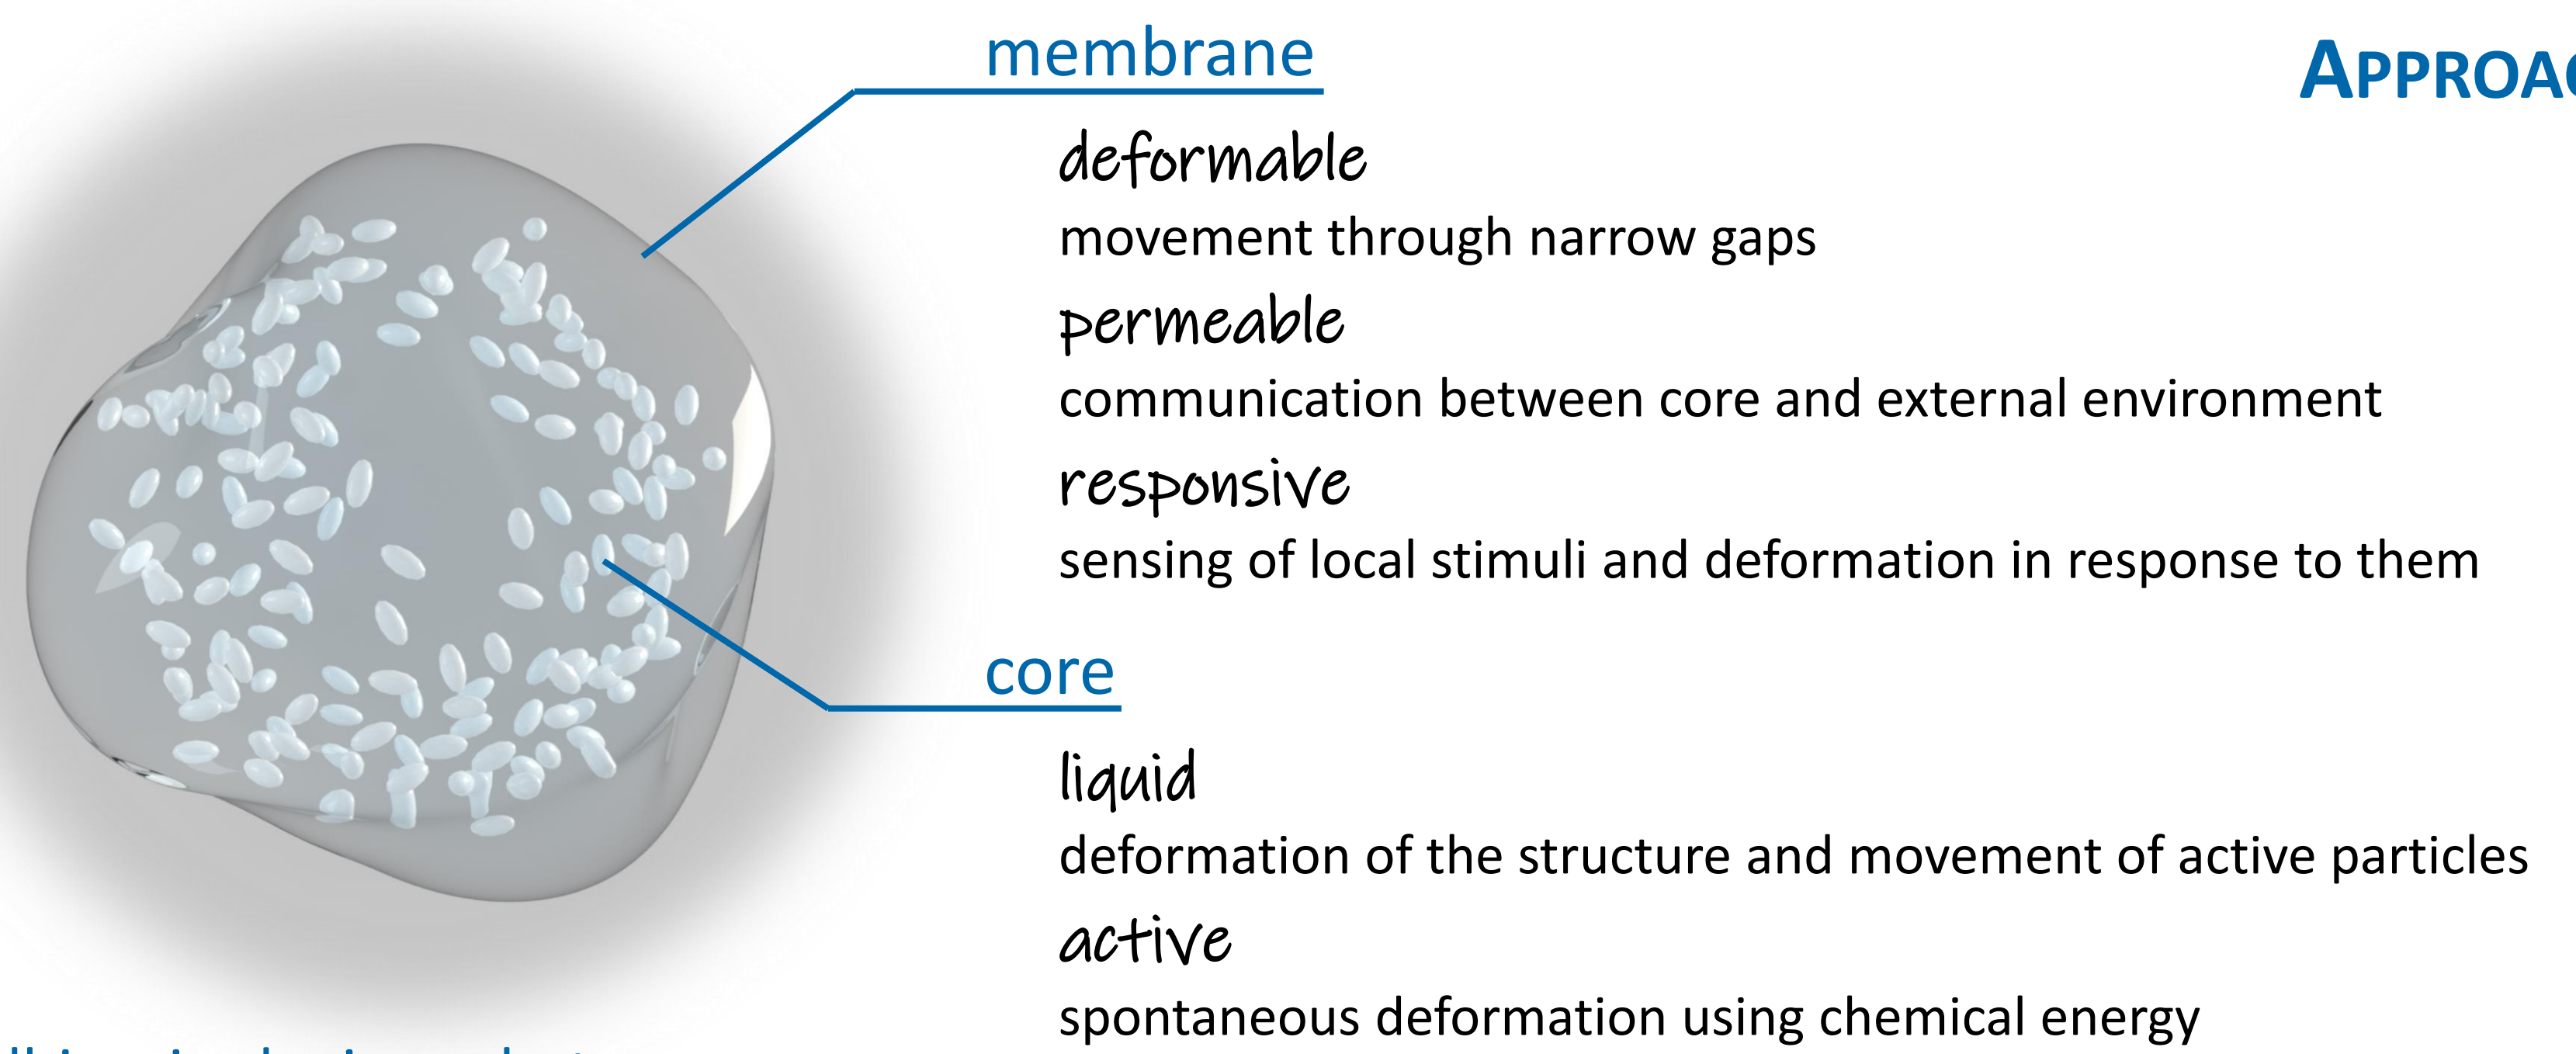 membrane
deformable
movement through narrow gaps
permeable
communication between core and external environment
responsive
sensing of local stimuli and deformation in response to them
core
liquid
deformation of the structure and movement of active particles
active
spontaneous deformation using chemical energy